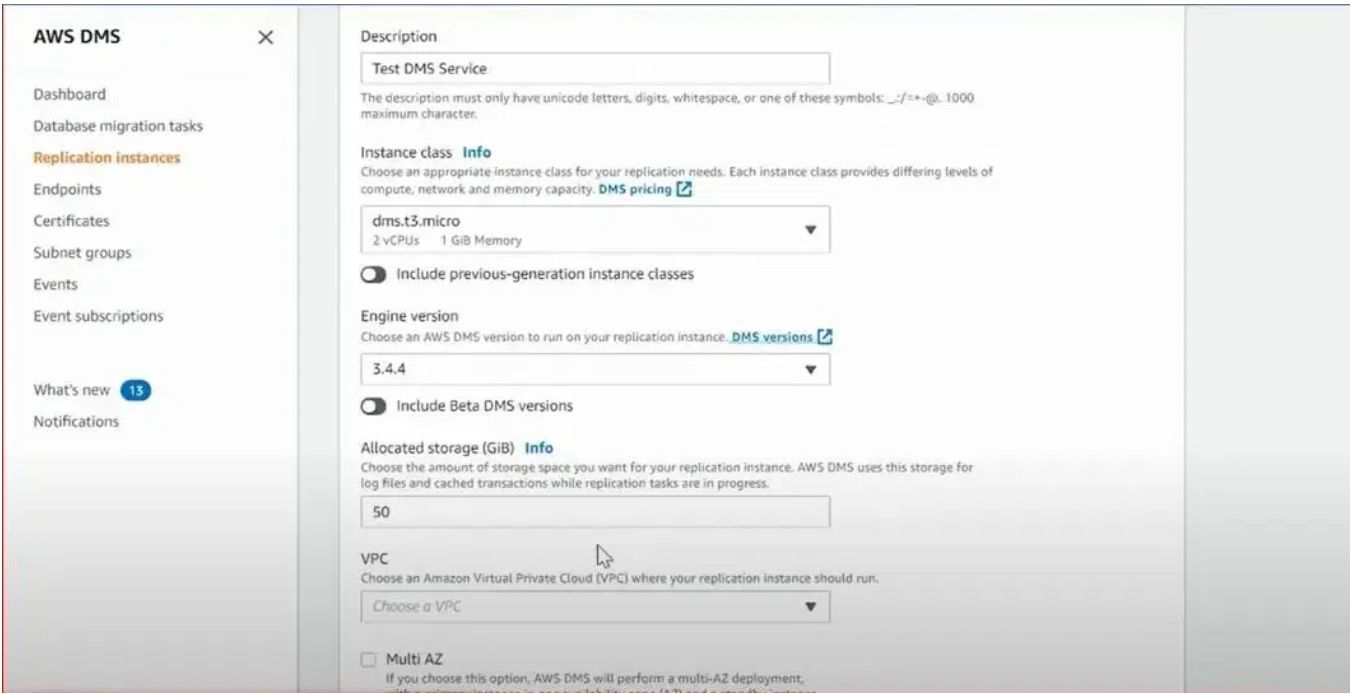 AWS DMS
Dashboard
Database migration tasks
Replication instances
Endpoints
Certificates
Subnet groups
Events
Event subscriptions
What's new 13
Notifications
Description
Test DMS Service
The description must only have unicode letters, digits, whitespace, or one of these symbols: _.:/=+-@. 1000
maximum character.
Instance class Info
Choose an appropriate instance class for your replication needs. Each instance class provides differing levels of
compute, network and memory capacity. DMS pricing
dms.t3.micro
2 vCPUs 1 GiB Memory
Include previous-generation instance classes
Engine version
Choose an AWS DMS version to run on your replication instance. DMS versions
3.4.4
Include Beta DMS versions
Allocated storage (GiB) Info
Choose the amount of storage space you want for your replication instance. AWS DMS uses this storage for
log files and cached transactions while replication tasks are in progress.
50
VPC
Choose an Amazon Virtual Private Cloud (VPC) where your replication instance should run.
Choose a VPC
Multi AZ
If you choose this option, AWS DMS will perform a multi-AZ deployment,